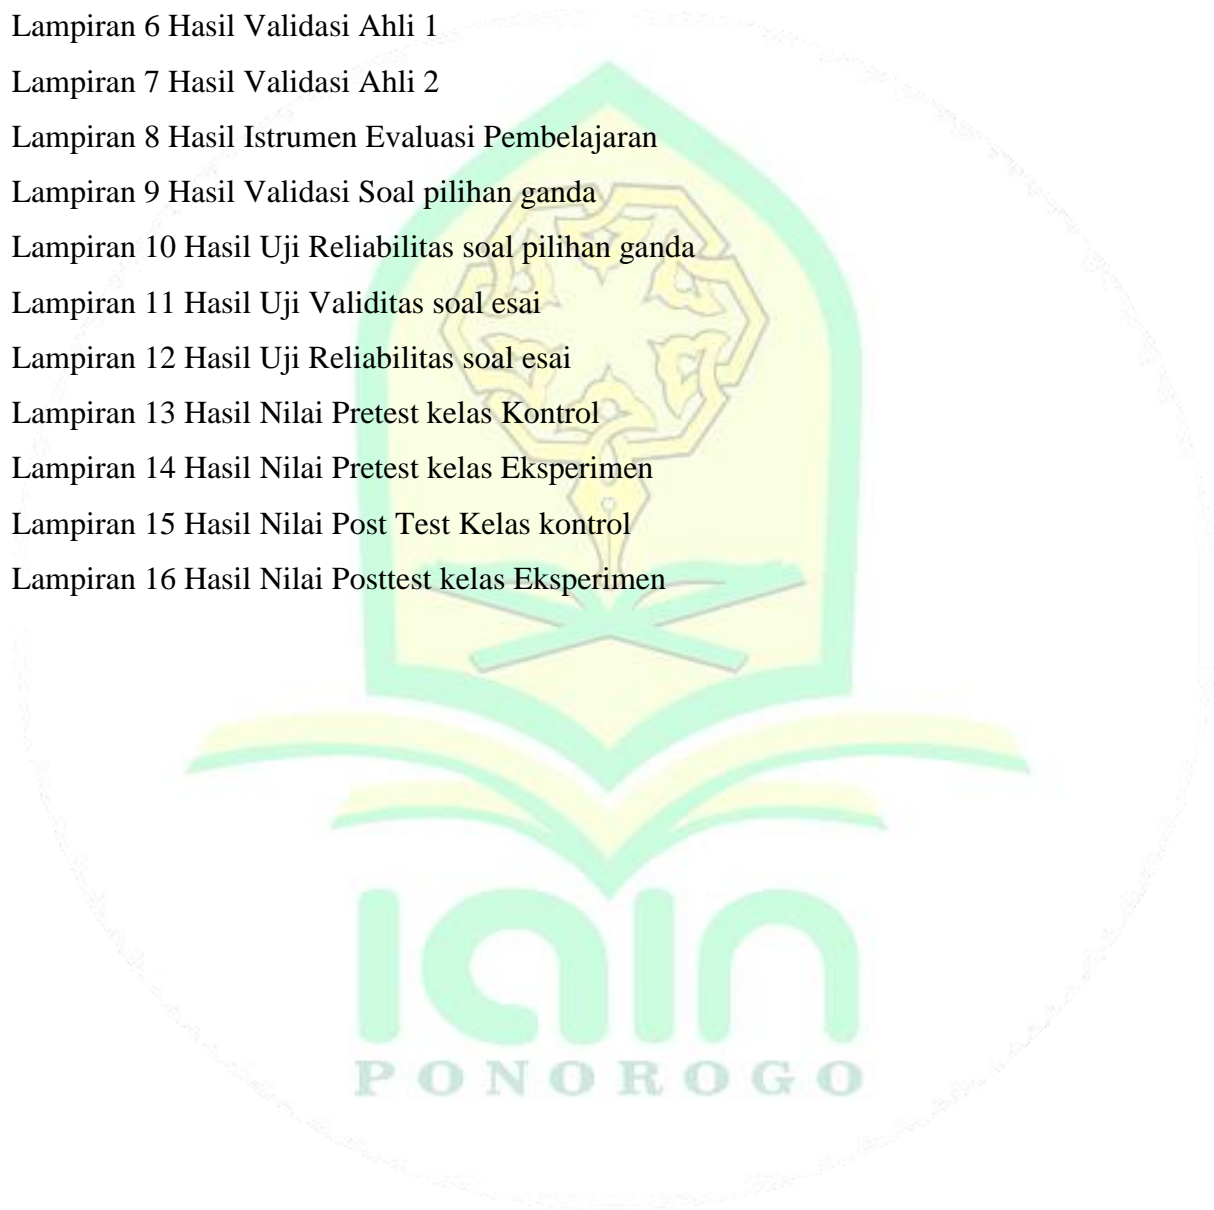 Lampiran 6 Hasil Validasi Ahli 1
Lampiran 7 Hasil Validasi Ahli 2
Lampiran 8 Hasil Istrumen Evaluasi Pembelajaran
Lampiran 9 Hasil Validasi Soal pilihan ganda
Lampiran 10 Hasil Uji Reliabilitas soal pilihan ganda
Lampiran 11 Hasil Uji Validitas soal esai
Lampiran 12 Hasil Uji Reliabilitas soal esai
Lampiran 13 Hasil Nilai Pretest kelas Kontrol
Lampiran 14 Hasil Nilai Pretest kelas Eksperimen
Lampiran 15 Hasil Nilai Post Test Kelas kontrol
Lampiran 16 Hasil Nilai Posttest kelas Eksperimen
iain
PONOROGO